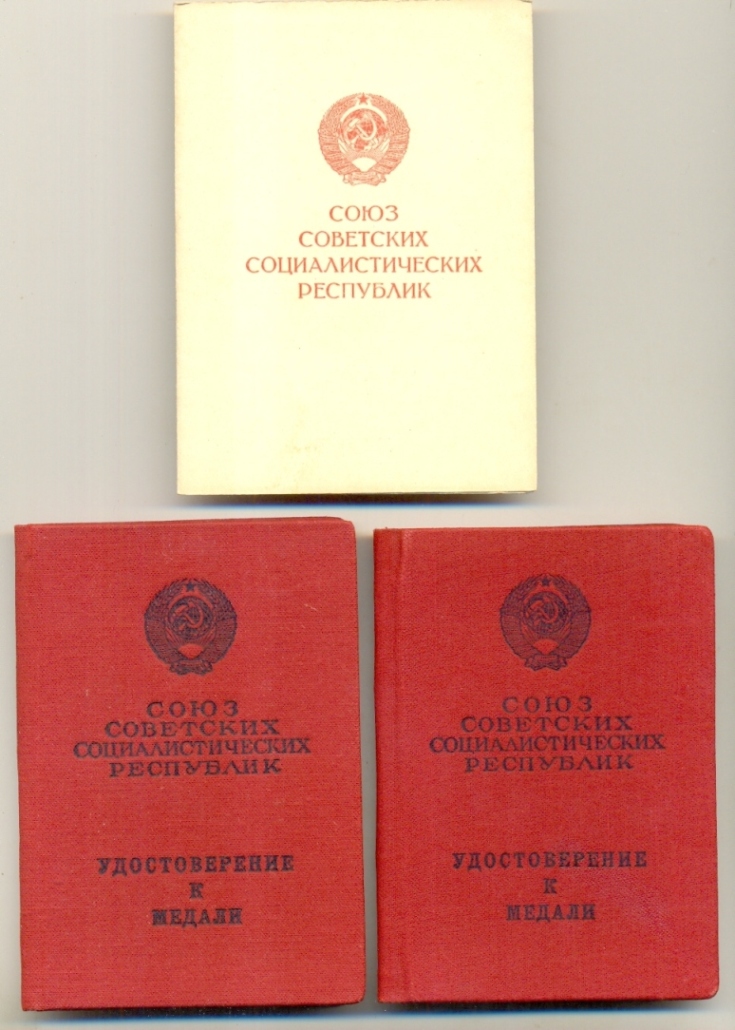 СОЮЗ
СОВЕТСКИХ
СОЦИАЛИСТИЧЕСКИХ
РЕСПУБЛИК
СОЮЗ
СОВЕТСКИХ
СОЦИАЛИСТИЧЕСКИХ
РЕСПУБЛИК
УДОСТОВЕРЕНИЕ
К
МЕДАЛИ
СОЮЗ
СОВЕТСКИХ
СОЦИАЛИСТИЧЕСКИХ
РЕСПУБЛИК
УДОСТОВЕРЕНИЕ
К
МЕДАЛИ